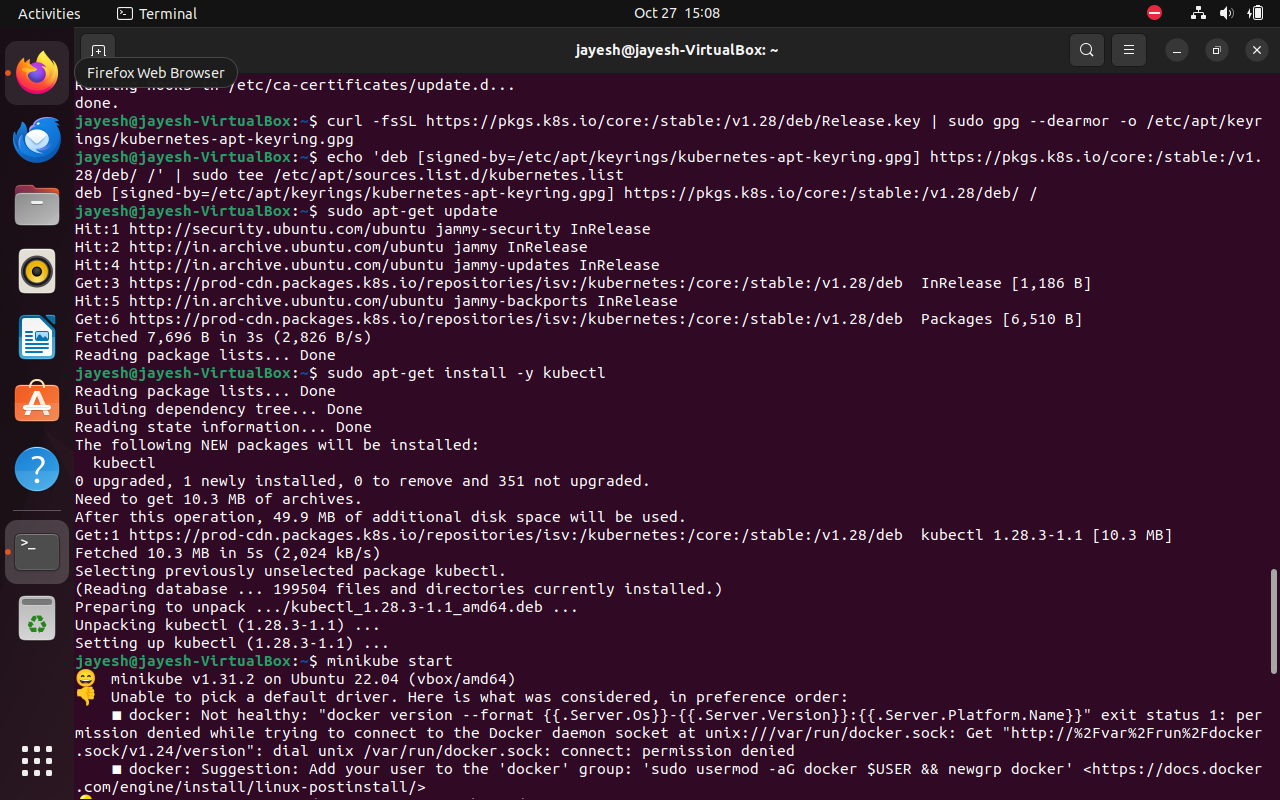 Activities
Terminal
Oct 27 15:08
jayesh@jayesh-VirtualBox: ~
Firefox Web Browser
/etc/ca-certificates/update.d...
done.
jayesh@jayesh-VirtualBox:~$ curl -fsSL https://pkgs.k8s.io/core:/stable:/v1.28/deb/Release.key | sudo gpg --dearmor -o /etc/apt/keyr
ings/kubernetes-apt-keyring.gpg
jayesh@jayesh-VirtualBox:~$ echo 'deb [signed-by=/etc/apt/keyrings/kubernetes-apt-keyring.gpg] https://pkgs.k8s.io/core:/stable:/v1.
28/deb/ /' | sudo tee /etc/apt/sources.list.d/kubernetes.list
deb [signed-by=/etc/apt/keyrings/kubernetes-apt-keyring.gpg] https://pkgs.k8s.io/core:/stable:/v1.28/deb/ /
jayesh@jayesh-VirtualBox:~$ sudo apt-get update
Hit:1 http://security.ubuntu.com/ubuntu jammy-security InRelease
Hit:2 http://in.archive.ubuntu.com/ubuntu jammy InRelease
Hit:4 http://in.archive.ubuntu.com/ubuntu jammy-updates InRelease
Get:3 https://prod-cdn.packages.k8s.io/repositories/isv:/kubernetes:/core:/stable:/v1.28/deb  InRelease [1,186 B]
Hit:5 http://in.archive.ubuntu.com/ubuntu jammy-backports InRelease
Get:6 https://prod-cdn.packages.k8s.io/repositories/isv:/kubernetes:/core:/stable:/v1.28/deb  Packages [6,510 B]
Fetched 7,696 B in 3s (2,826 B/s)
Reading package lists... Done
jayesh@jayesh-VirtualBox:~$ sudo apt-get install -y kubectl
Reading package lists... Done
Building dependency tree... Done
Reading state information... Done
The following NEW packages will be installed:
  kubectl
0 upgraded, 1 newly installed, 0 to remove and 351 not upgraded.
Need to get 10.3 MB of archives.
After this operation, 49.9 MB of additional disk space will be used.
Get:1 https://prod-cdn.packages.k8s.io/repositories/isv:/kubernetes:/core:/stable:/v1.28/deb  kubectl 1.28.3-1.1 [10.3 MB]
Fetched 10.3 MB in 5s (2,024 kB/s)
Selecting previously unselected package kubectl.
(Reading database ... 199504 files and directories currently installed.)
Preparing to unpack .../kubectl_1.28.3-1.1_amd64.deb ...
Unpacking kubectl (1.28.3-1.1) ...
Setting up kubectl (1.28.3-1.1) ...
jayesh@jayesh-VirtualBox:~$ minikube start
😄  minikube v1.31.2 on Ubuntu 22.04 (vbox/amd64)
👎  Unable to pick a default driver. Here is what was considered, in preference order:
    ■ docker: Not healthy: "docker version --format {{.Server.Os}}-{{.Server.Version}}:{{.Server.Platform.Name}}" exit status 1: per
mission denied while trying to connect to the Docker daemon socket at unix:///var/run/docker.sock: Get "http://%2Fvar%2Frun%2Fdocker
.sock/v1.24/version": dial unix /var/run/docker.sock: connect: permission denied
    ■ docker: Suggestion: Add your user to the 'docker' group: 'sudo usermod -aG docker $USER && newgrp docker' <https://docs.docker
.com/engine/install/linux-postinstall/>